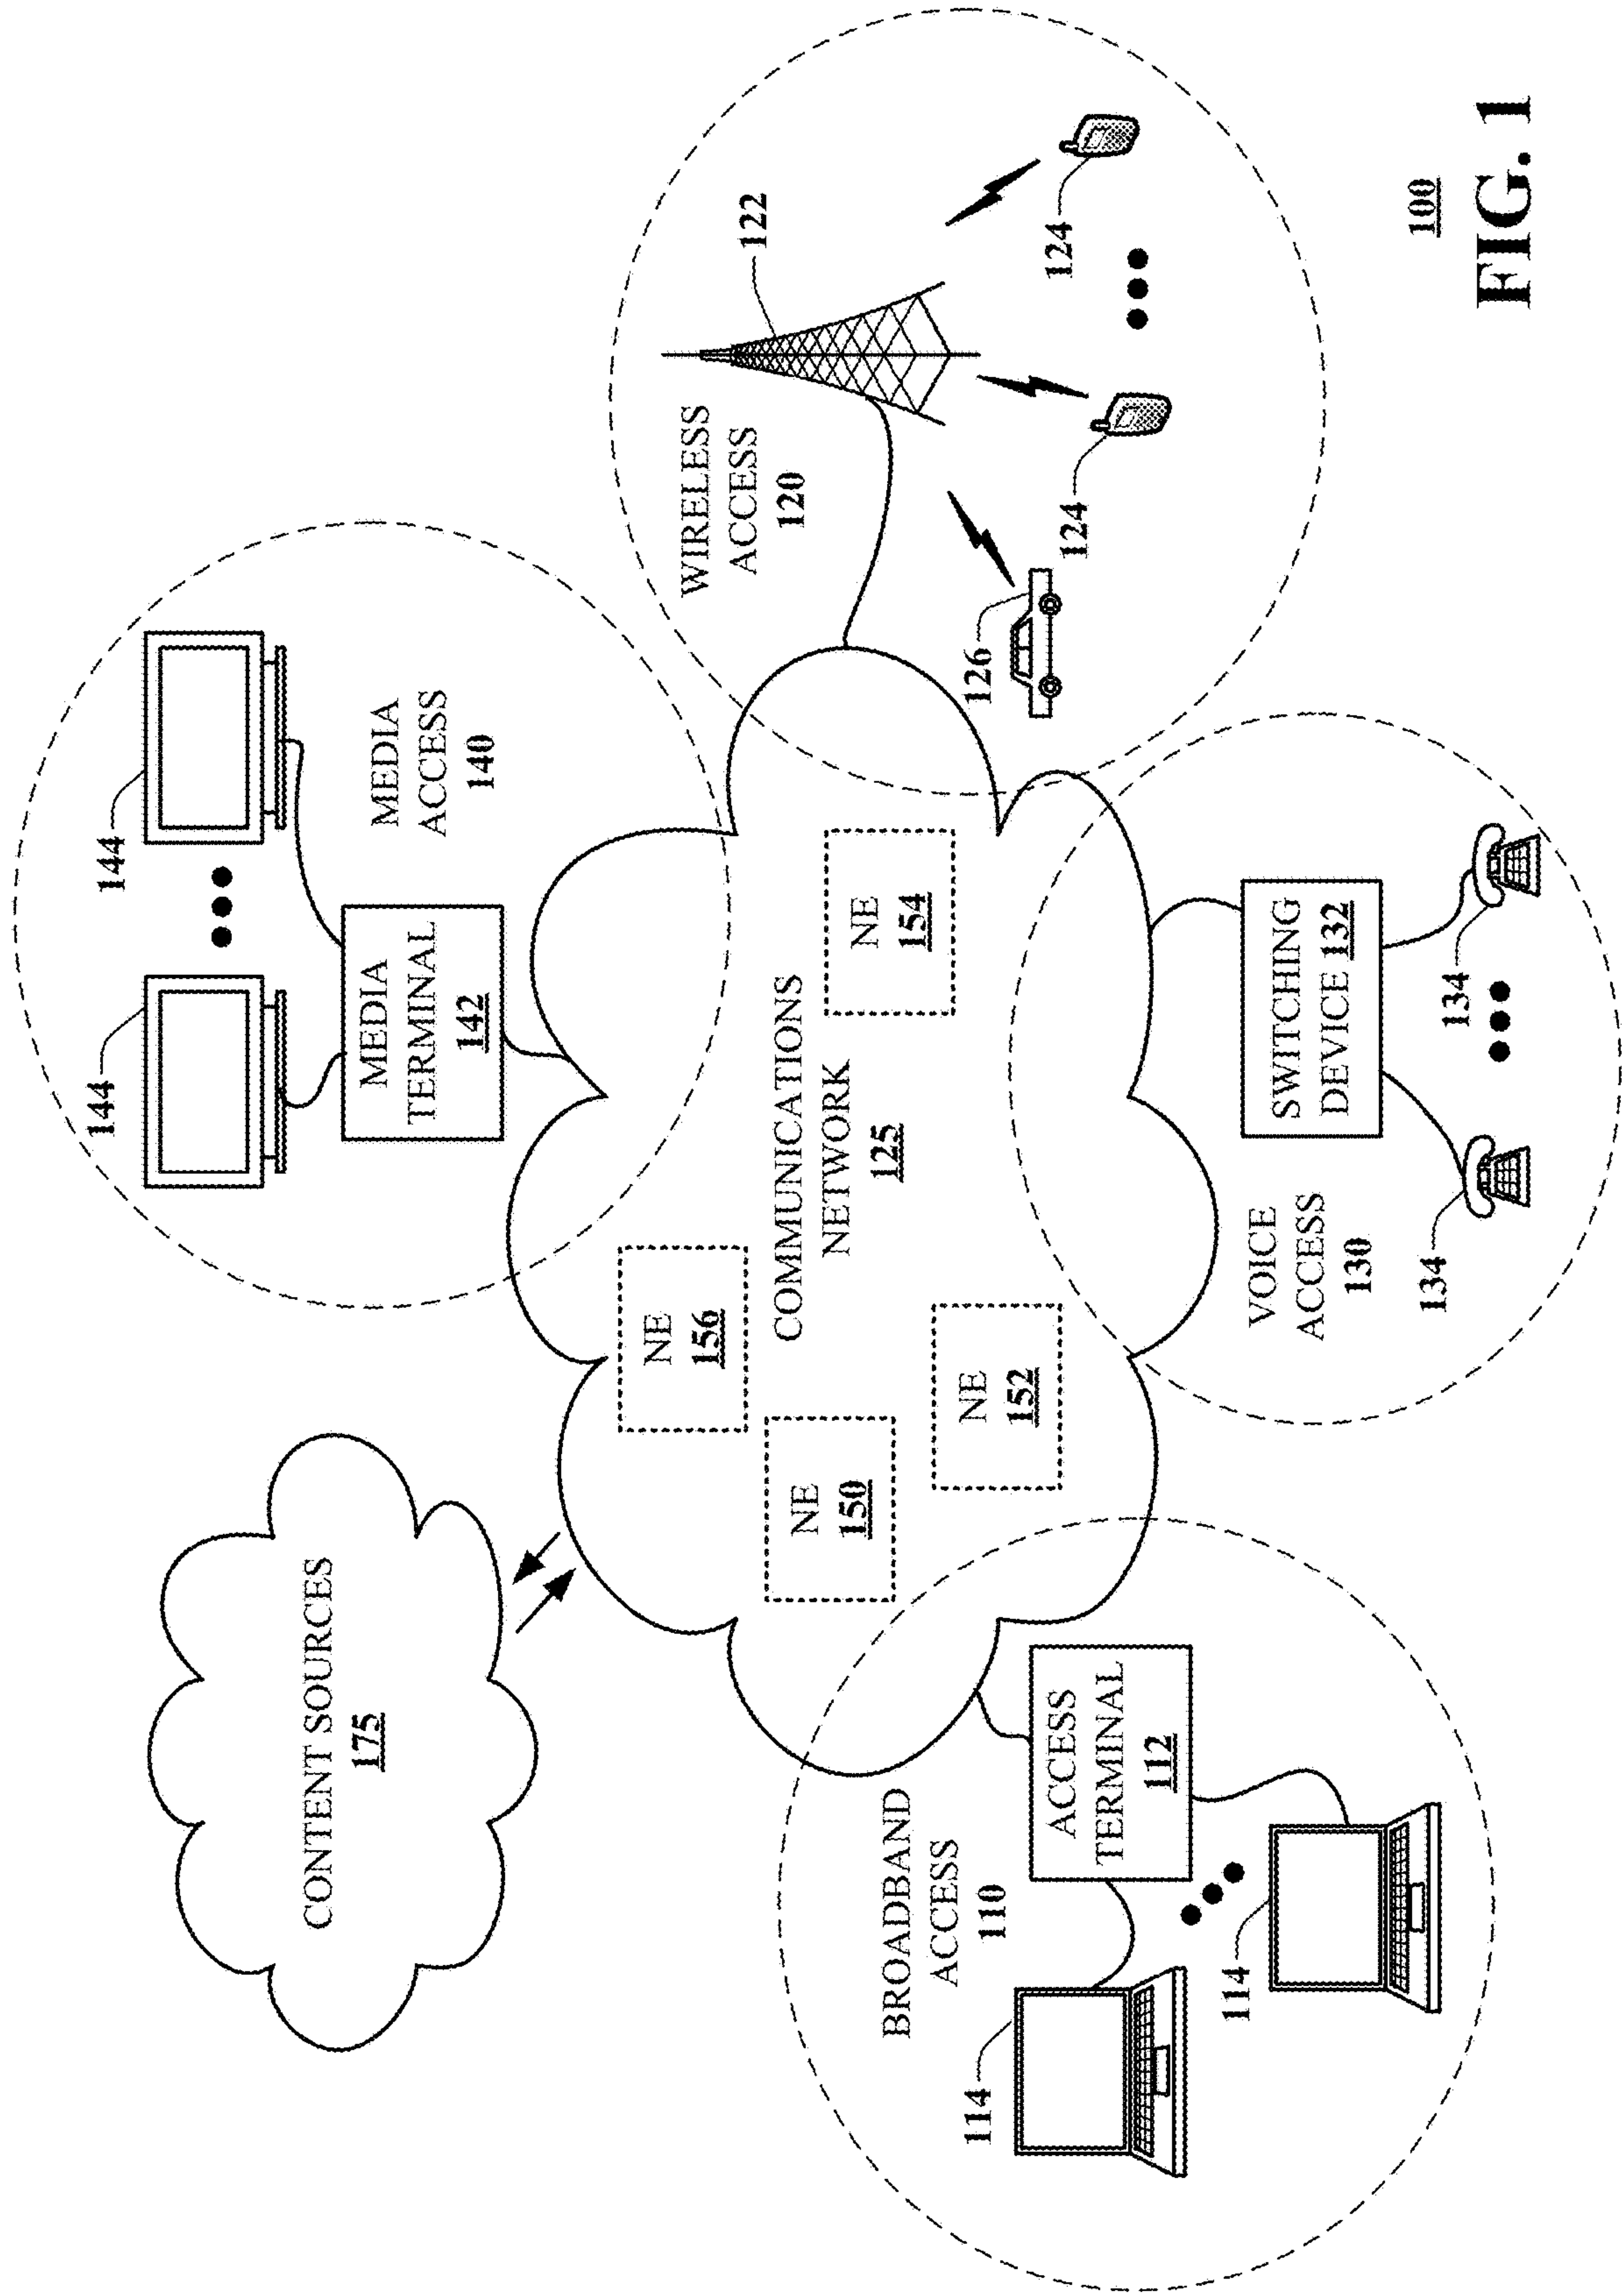 CONTENT SOURCES
175
144
144
MEDIA
TERMINAL
142
MEDIA
ACCESS
140
NE
156
NE
150
NE
152
NE
154
COMMUNICATIONS
NETWORK
125
WIRELESS
ACCESS
120
122
124
124
126
BROADBAND
ACCESS
110
ACCESS
TERMINAL
112
114
114
VOICE
ACCESS
130
SWITCHING
DEVICE 132
134
134
100
FIG. 1